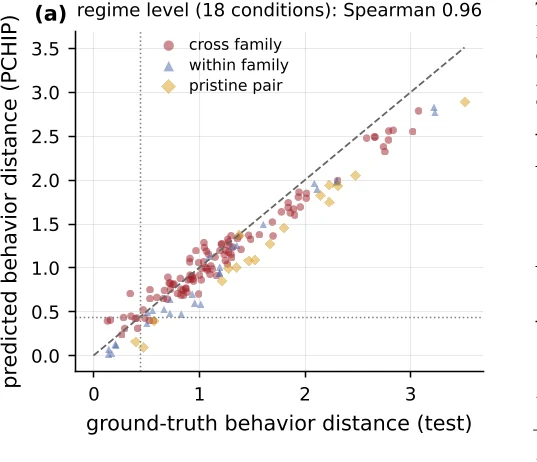 (a) regime level (18 conditions): Spearman 0.96
cross family
within family
pristine pair
predicted behavior distance (PCHIP)
3.5
3.0
2.5
2.0
1.5
1.0
0.5
0.0
0 1 2 3
ground-truth behavior distance (test)